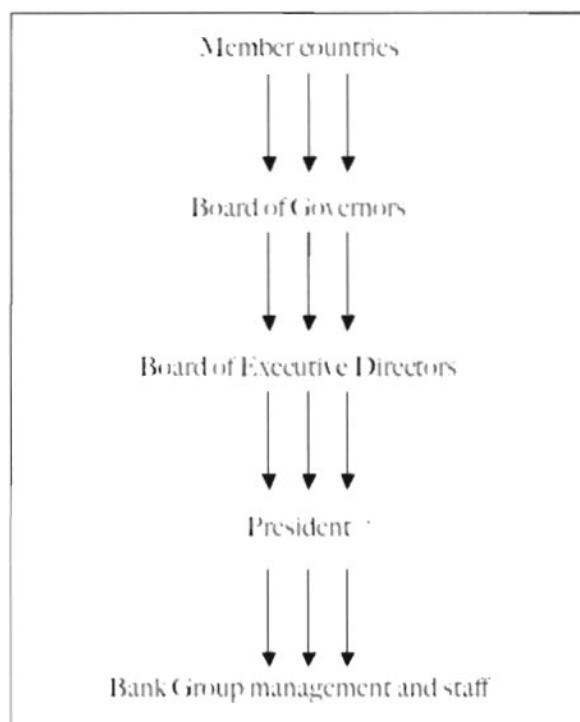 Member countries
Board of Governors
Board of Executive Directors
President
Bank Group management and staff